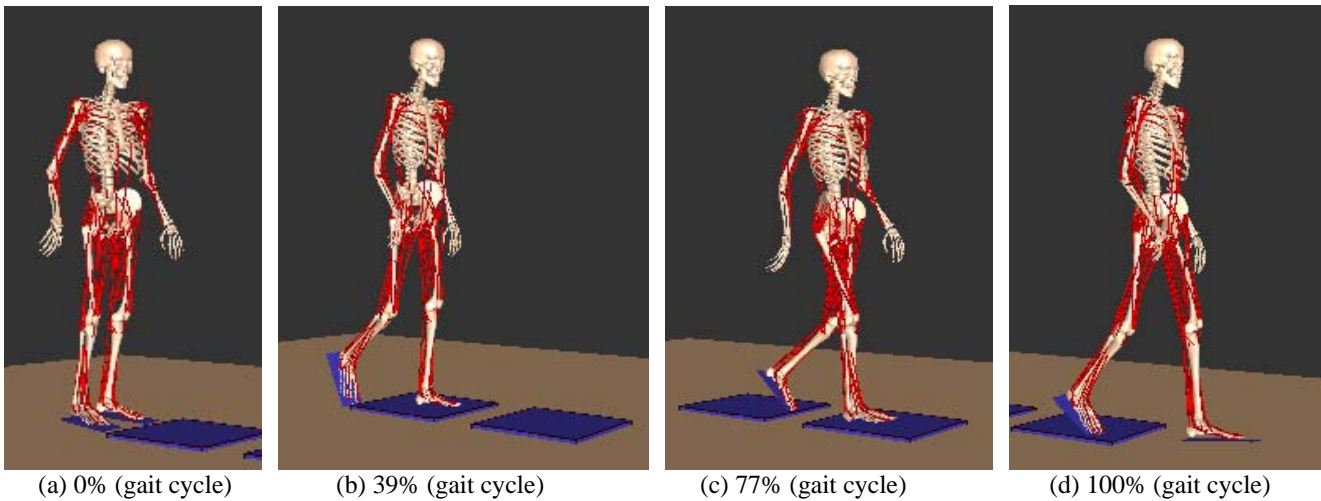 (a) 0% (gait cycle)
(b) 39% (gait cycle)
(c) 77% (gait cycle)
(d) 100% (gait cycle)